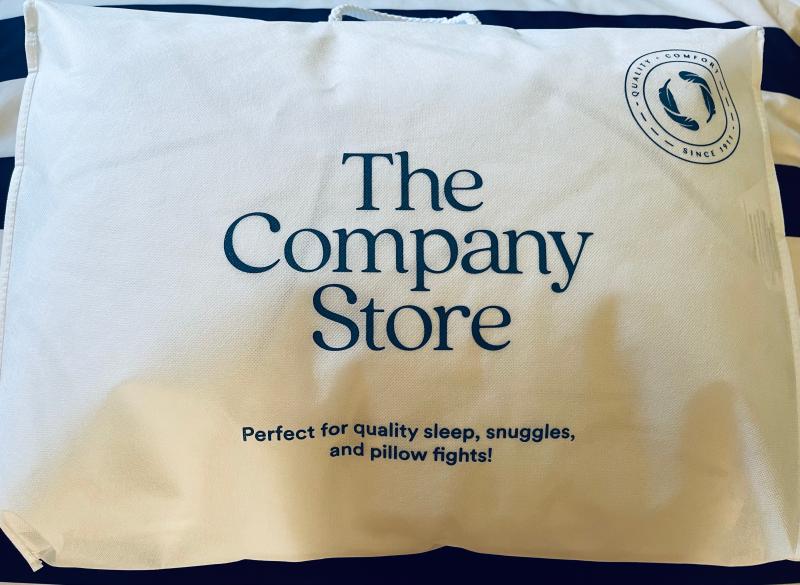 QUALITY · COMFORT
SINCE 1911
The
Company
Store
Perfect for quality sleep, snuggles,
and pillow fights!